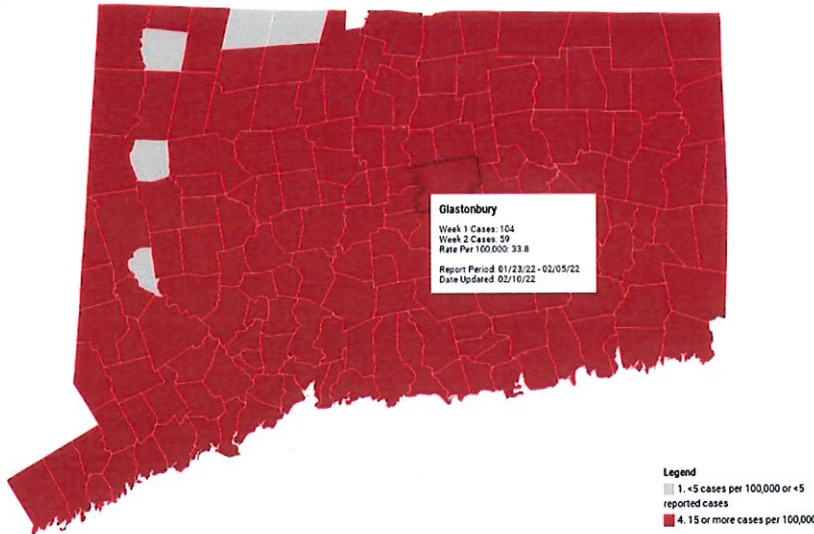 Glastonbury
Week 1 Cases: 104
Week 2 Cases: 59
Rate Per 100,000: 33.8
Report Period: 01/23/22 - 02/05/22
Date Updated: 02/10/22
Legend
1. <5 cases per 100,000 or <5
reported cases
4. 15 or more cases per 100,000